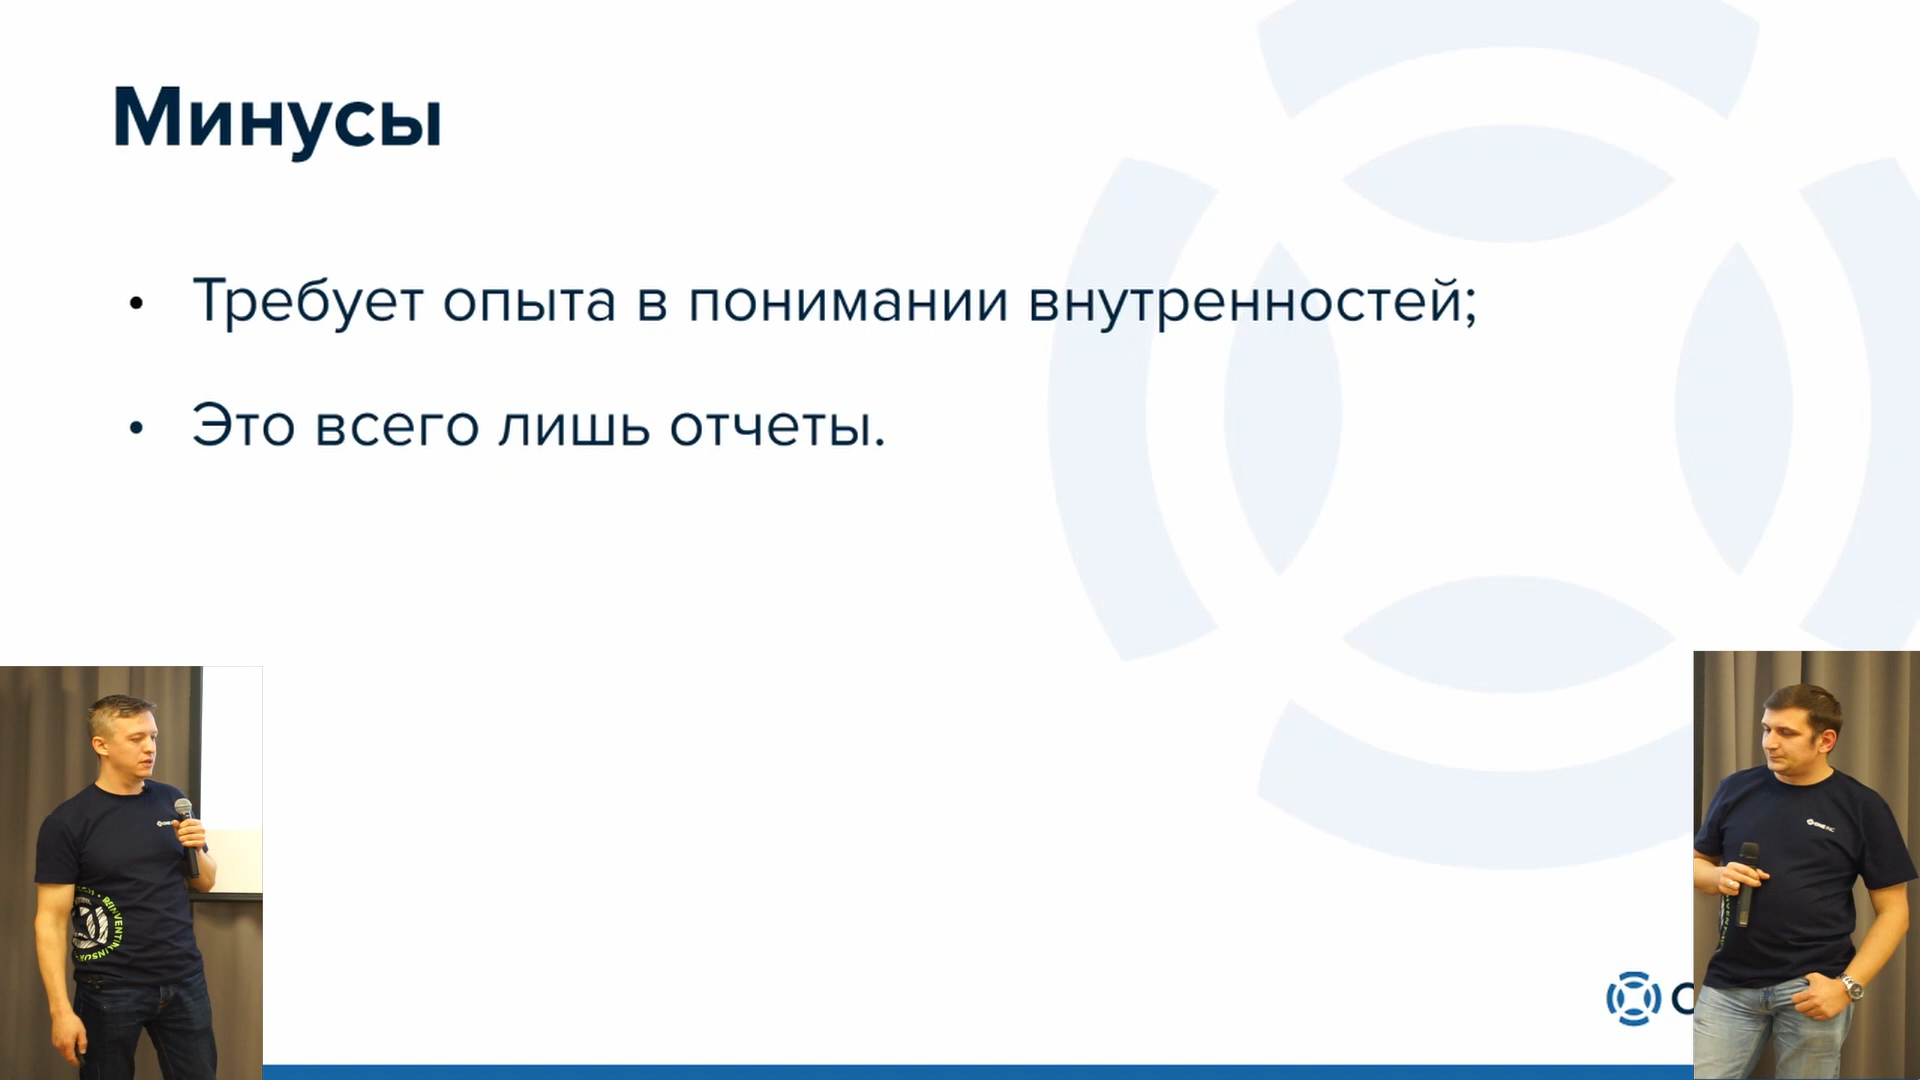 Минусы
• Требует опыта в понимании внутренностей;
• Это всего лишь отчеты.